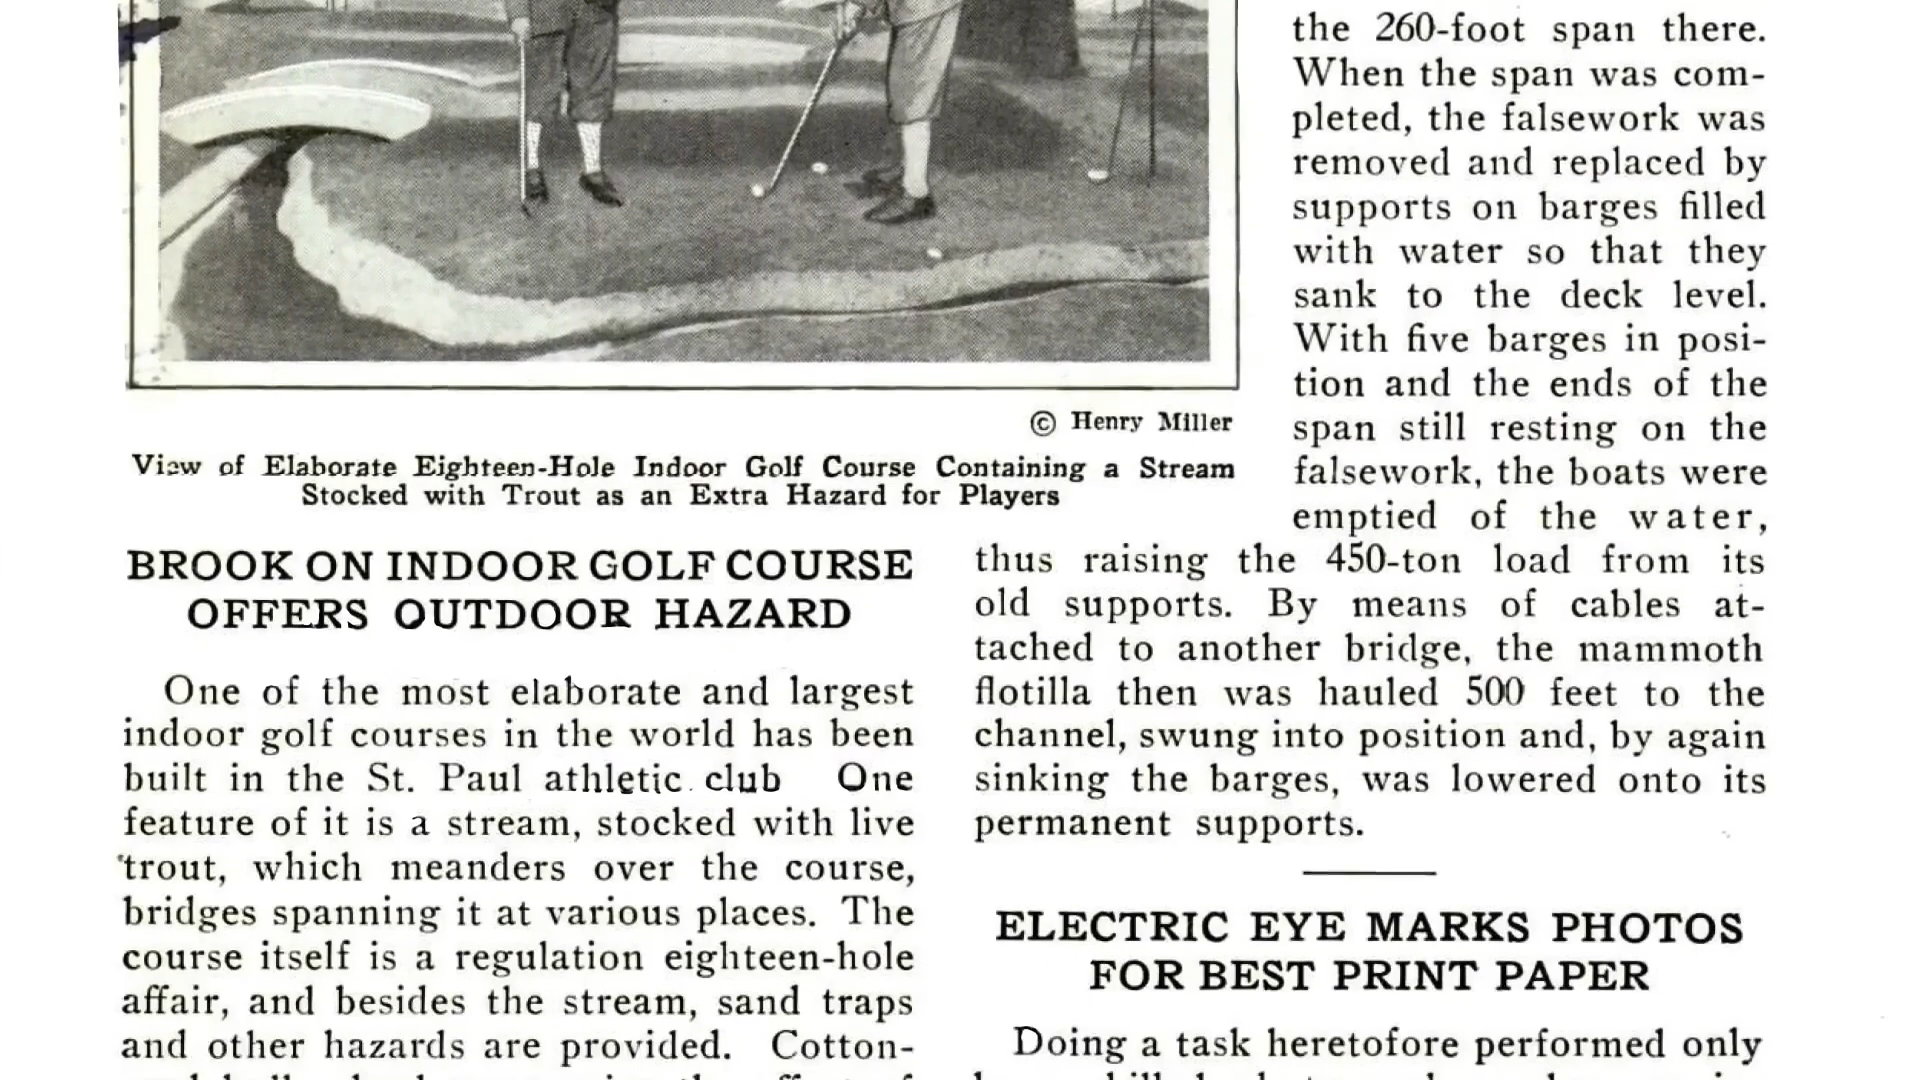 © Henry Miller
View of Elaborate Eighteen-Hole Indoor Golf Course Containing a Stream
Stocked with Trout as an Extra Hazard for Players
BROOK ON INDOOR GOLF COURSE
OFFERS OUTDOOR HAZARD
One of the most elaborate and largest
indoor golf courses in the world has been
built in the St. Paul athletic club One
feature of it is a stream, stocked with live
trout, which meanders over the course,
bridges spanning it at various places. The
course itself is a regulation eighteen-hole
affair, and besides the stream, sand traps
and other hazards are provided. Cotton-
the 260-foot span there.
When the span was com-
pleted, the falsework was
removed and replaced by
supports on barges filled
with water so that they
sank to the deck level.
With five barges in posi-
tion and the ends of the
span still resting on the
falsework, the boats were
emptied of the water,
thus raising the 450-ton load from its
old supports. By means of cables at-
tached to another bridge, the mammoth
flotilla then was hauled 500 feet to the
channel, swung into position and, by again
sinking the barges, was lowered onto its
permanent supports.
ELECTRIC EYE MARKS PHOTOS
FOR BEST PRINT PAPER
Doing a task heretofore performed only